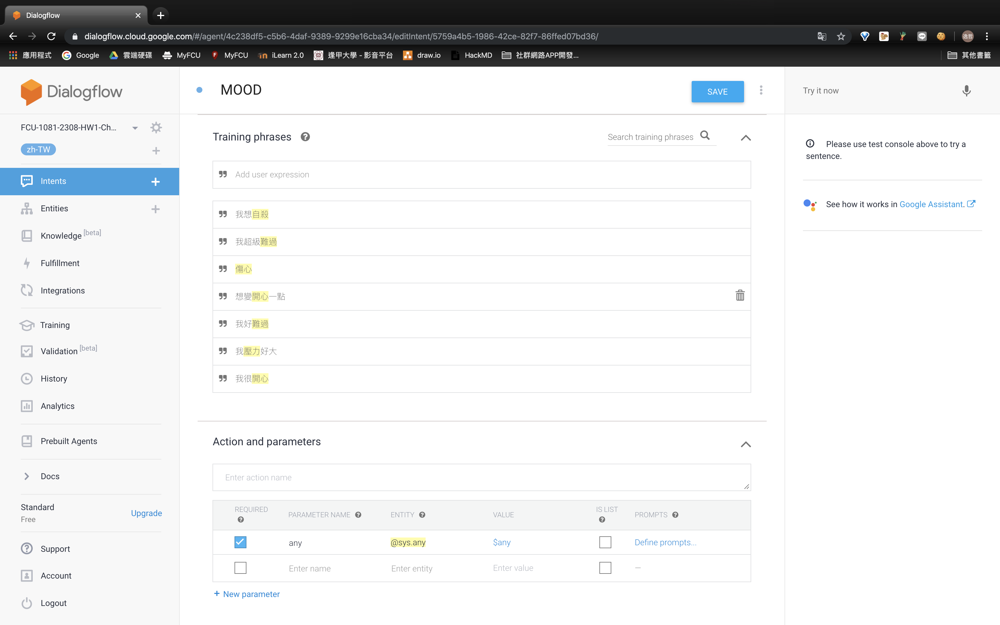 Dialogflow
dialogflow.cloud.google.com/#/agent/4c238df5-c5b6-4daf-9389-9299e16cba34/editIntent/5759a4b5-1986-42ce-82f7-86ffed07bd36/
逸哲
應用程式 Google 雲端硬碟 MyFCU MyFCU iLearn 2.0 逢甲大學 - 影音平台 draw.io HackMD 社群網路APP開發... 其他書籤
Dialogflow
FCU-1081-2308-HW1-Ch...
zh-TW
Intents
Entities
Knowledge [beta]
Fulfillment
Integrations
Training
Validation [beta]
History
Analytics
Prebuilt Agents
Docs
Standard
Free
Upgrade
Support
Account
Logout
MOOD
SAVE
Training phrases
Search training phrases
Add user expression
我想自殺
我超級難過
傷心
想變開心一點
我好難過
我壓力好大
我很開心
Action and parameters
Enter action name
REQUIRED PARAMETER NAME ENTITY VALUE IS LIST PROMPTS
any @sys.any $any Define prompts...
Enter name Enter entity Enter value —
+ New parameter
Try it now
Please use test console above to try a
sentence.
See how it works in Google Assistant.